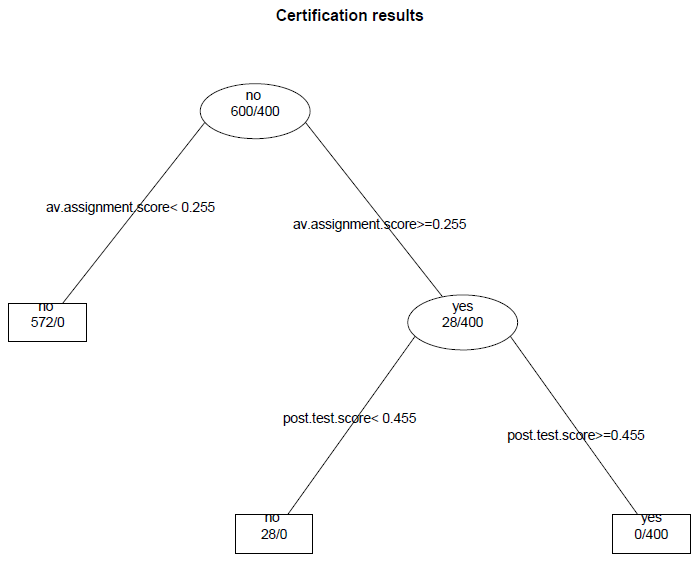 Certification results
no
600/400
av.assignment.score< 0.255
av.assignment.score>=0.255
no
572/0
yes
28/400
post.test.score< 0.455
post.test.score>=0.455
no
28/0
yes
0/400